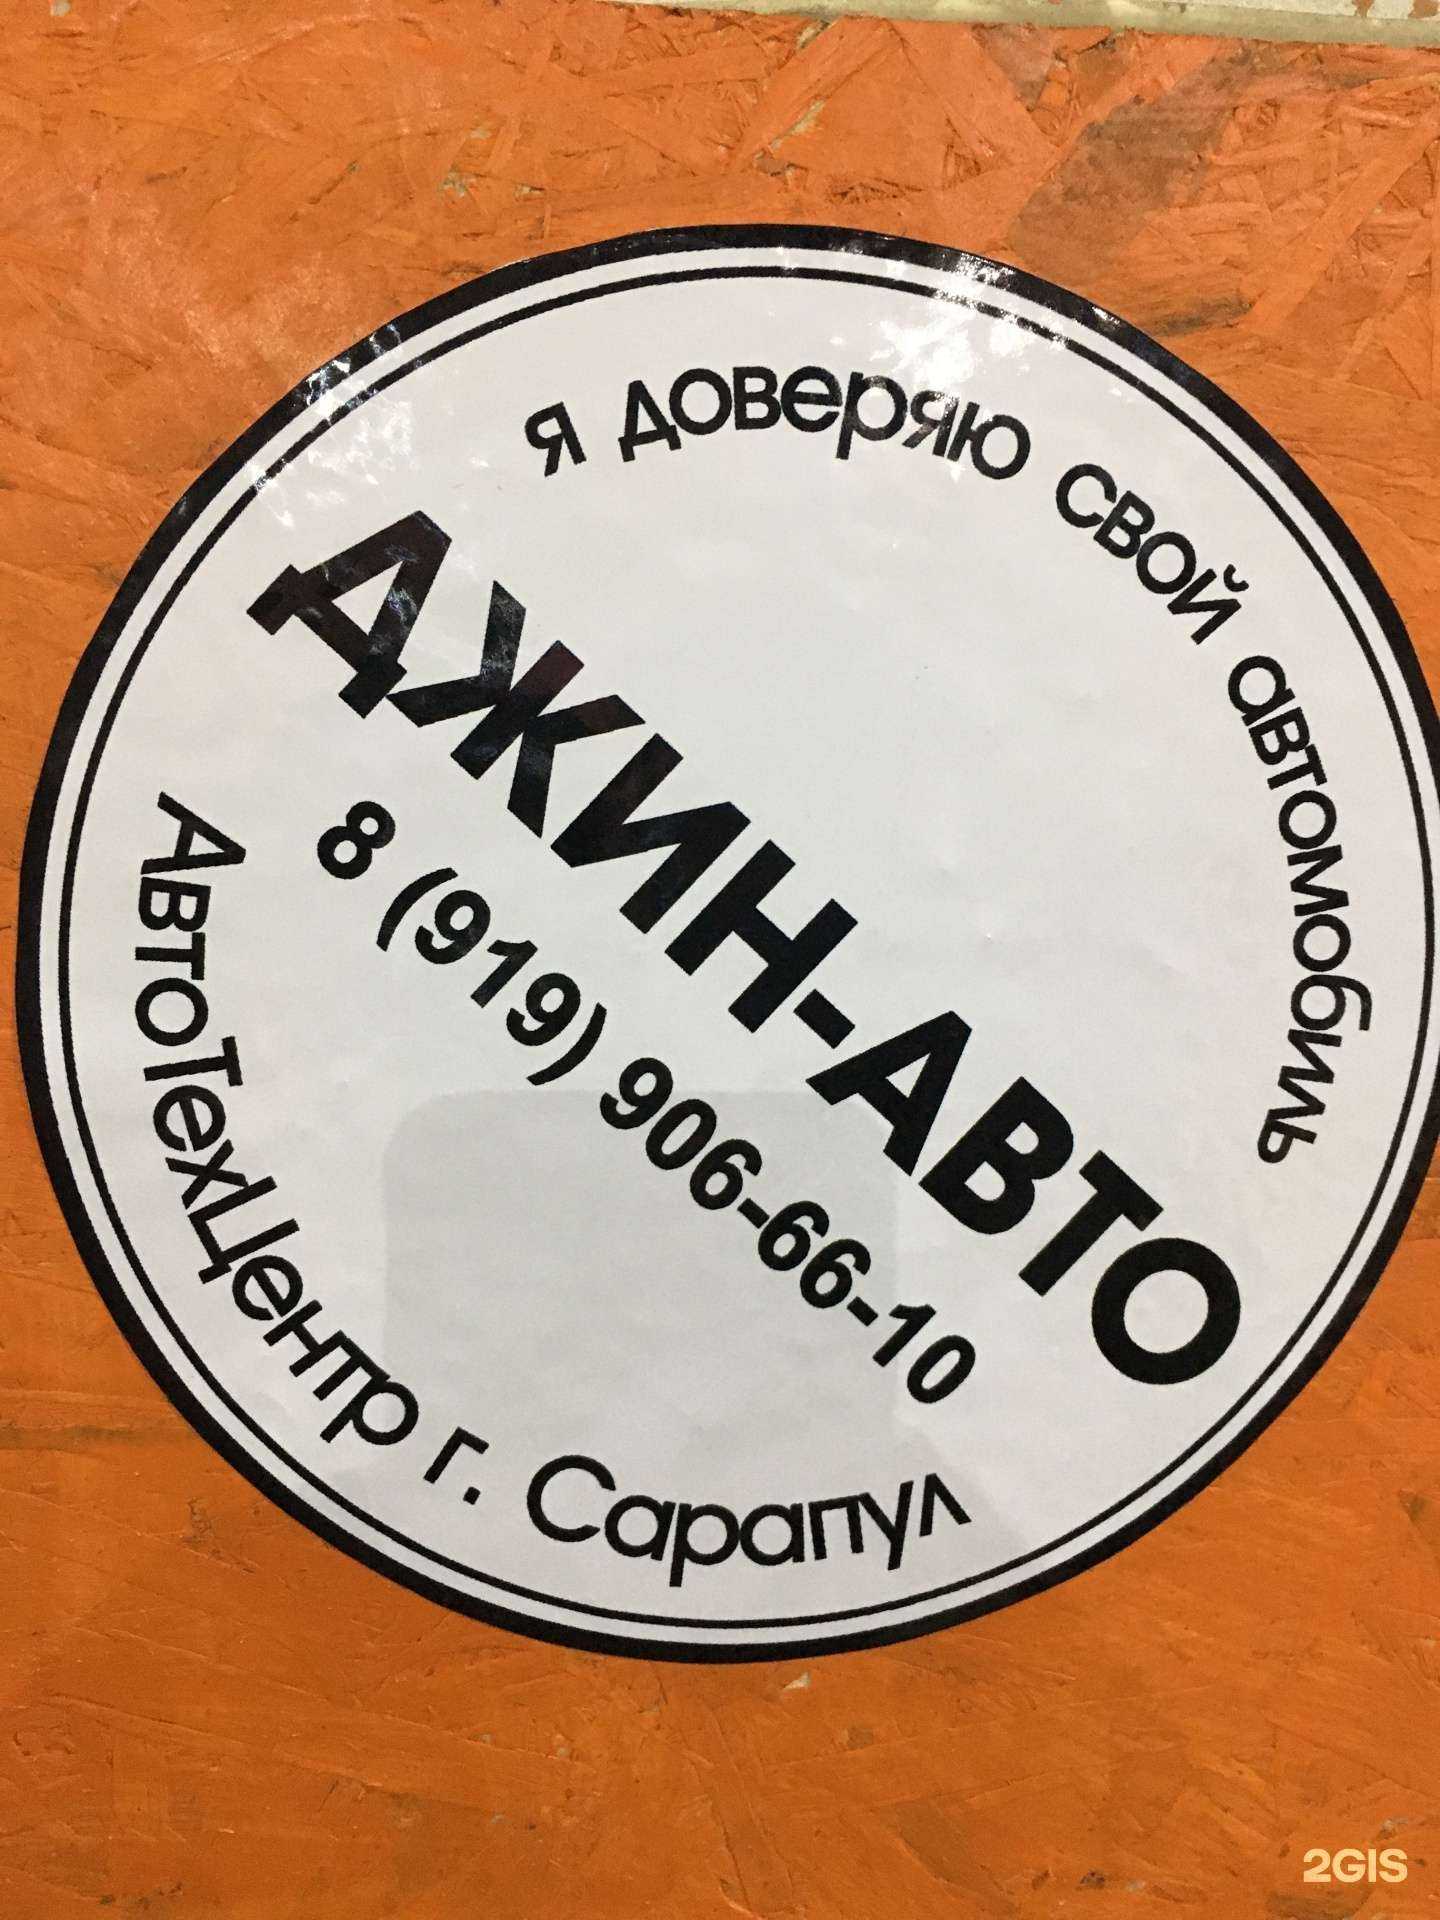 Я доверяю свой автомобиль
ДЖИН-АВТО
8 (919) 906-66-10
АвтоТехЦентр г. Сарапул
2GIS